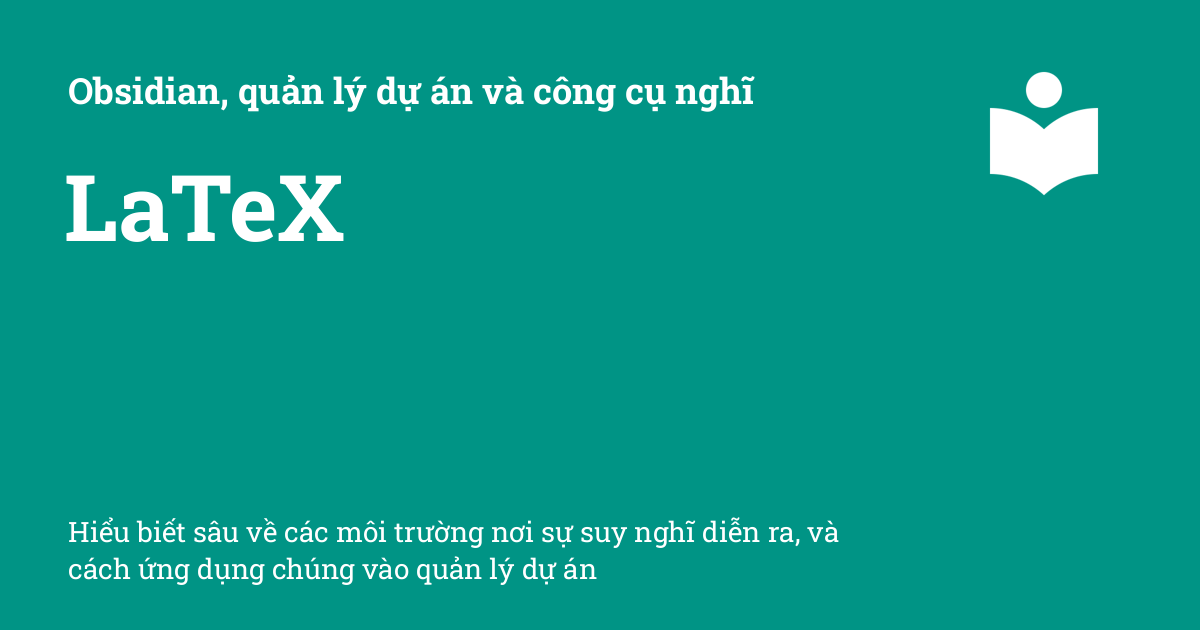 Obsidian, quản lý dự án và công cụ nghĩ
LaTeX
Hiểu biết sâu về các môi trường nơi sự suy nghĩ diễn ra, và
cách ứng dụng chúng vào quản lý dự án